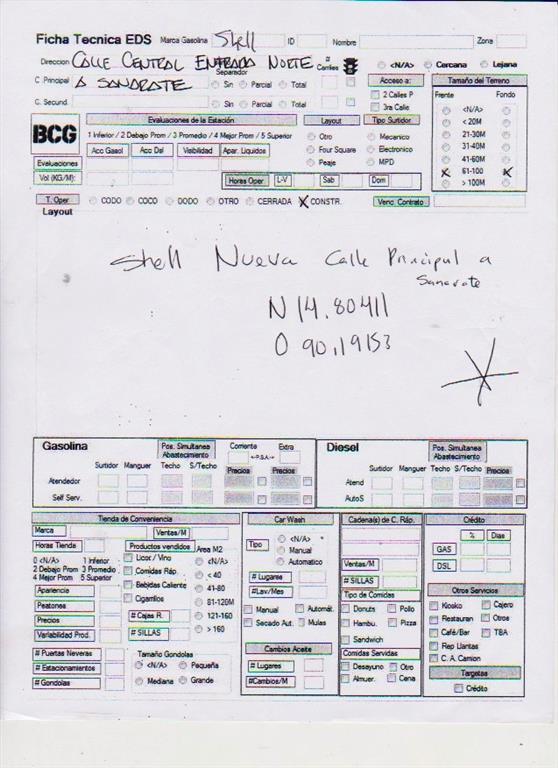 Ficha Tecnica EDS Marca Gasolina Shell ID Nombre Zona
Direccion CALLE CENTRAL ENTRADA NORTE # Carriles <N/A> Cercana Lejana
C. Principal A SANARATE Separador Sin Parcial Total Acceso a: Tamaño del Terreno
C. Secund. Sin Parcial Total 2 Calles P Frente Fondo
3ra Calle <N/A>
BCG Evaluaciones de la Estación Layout Tipo Surtidor < 20M
1 Inferior / 2 Debajo Prom / 3 Promedio / 4 Mejor Prom / 5 Superior Otro Mecanico 21-30M
Acc Gasol Acc Dsl Visibilidad Apar. Liquidos Four Square Electronico 31-40M
Evaluaciones Peaje MPD 41-60M
Vol (KG/M): Horas Oper L-V Sab Dom 61-100
> 100M
T. Oper CODO COCO DODO OTRO CERRADA X CONSTR. Venc. Contrato
Layout
Shell Nueva Calle Principal a
Sanarate
N 14.80411
O 90.19153
Gasolina Pos. Simultanea Abastecimiento Corriente Extra Diesel Pos. Simultanea Abastecimiento
<-P.S.A.->
Surtidor Manguer Techo S/Techo Precios Precios Surtidor Manguer Techo S/Techo Precios
Atendedor Atend
Self Serv. AutoS
Tienda de Conveniencia Car Wash Cadena(s) de C. Ráp. Crédito
Marca Ventas/M <N/A> % Dias
Horas Tienda Productos vendidos Area M2 Tipo Manual GAS
0 <N/A> 1 Inferior Licor / Vino <N/A> Automatico Ventas/M DSL
2 Debajo Prom 3 Promedio Comidas Ráp. < 40 # Lugares # SILLAS
4 Mejor Prom 5 Superior Bebidas Caliente 41-80 #Lav./Mes Tipo de Comidas Otros Servicios
Apariencia Cigarrillos 81-120M Manual Automát. Donuts Pollo Kiosko Cajero
Peatones # Cajas R. 121-160 Secado Aut. Mulas Hambu. Pizza Restauran Otros
Precios # SILLAS > 160 Sandwich Café/Bar TBA
Variabilidad Prod. Cambios Aceite Comidas Servidas Rep Llantas
# Puertas Neveras Tamaño Gondolas # Lugares Desayuno Otro C. A. Camion
# Estacionamientos <N/A> Pequeña #Cambios/M Almuer. Cena Targetas
# Gondolas Mediana Grande Crédito